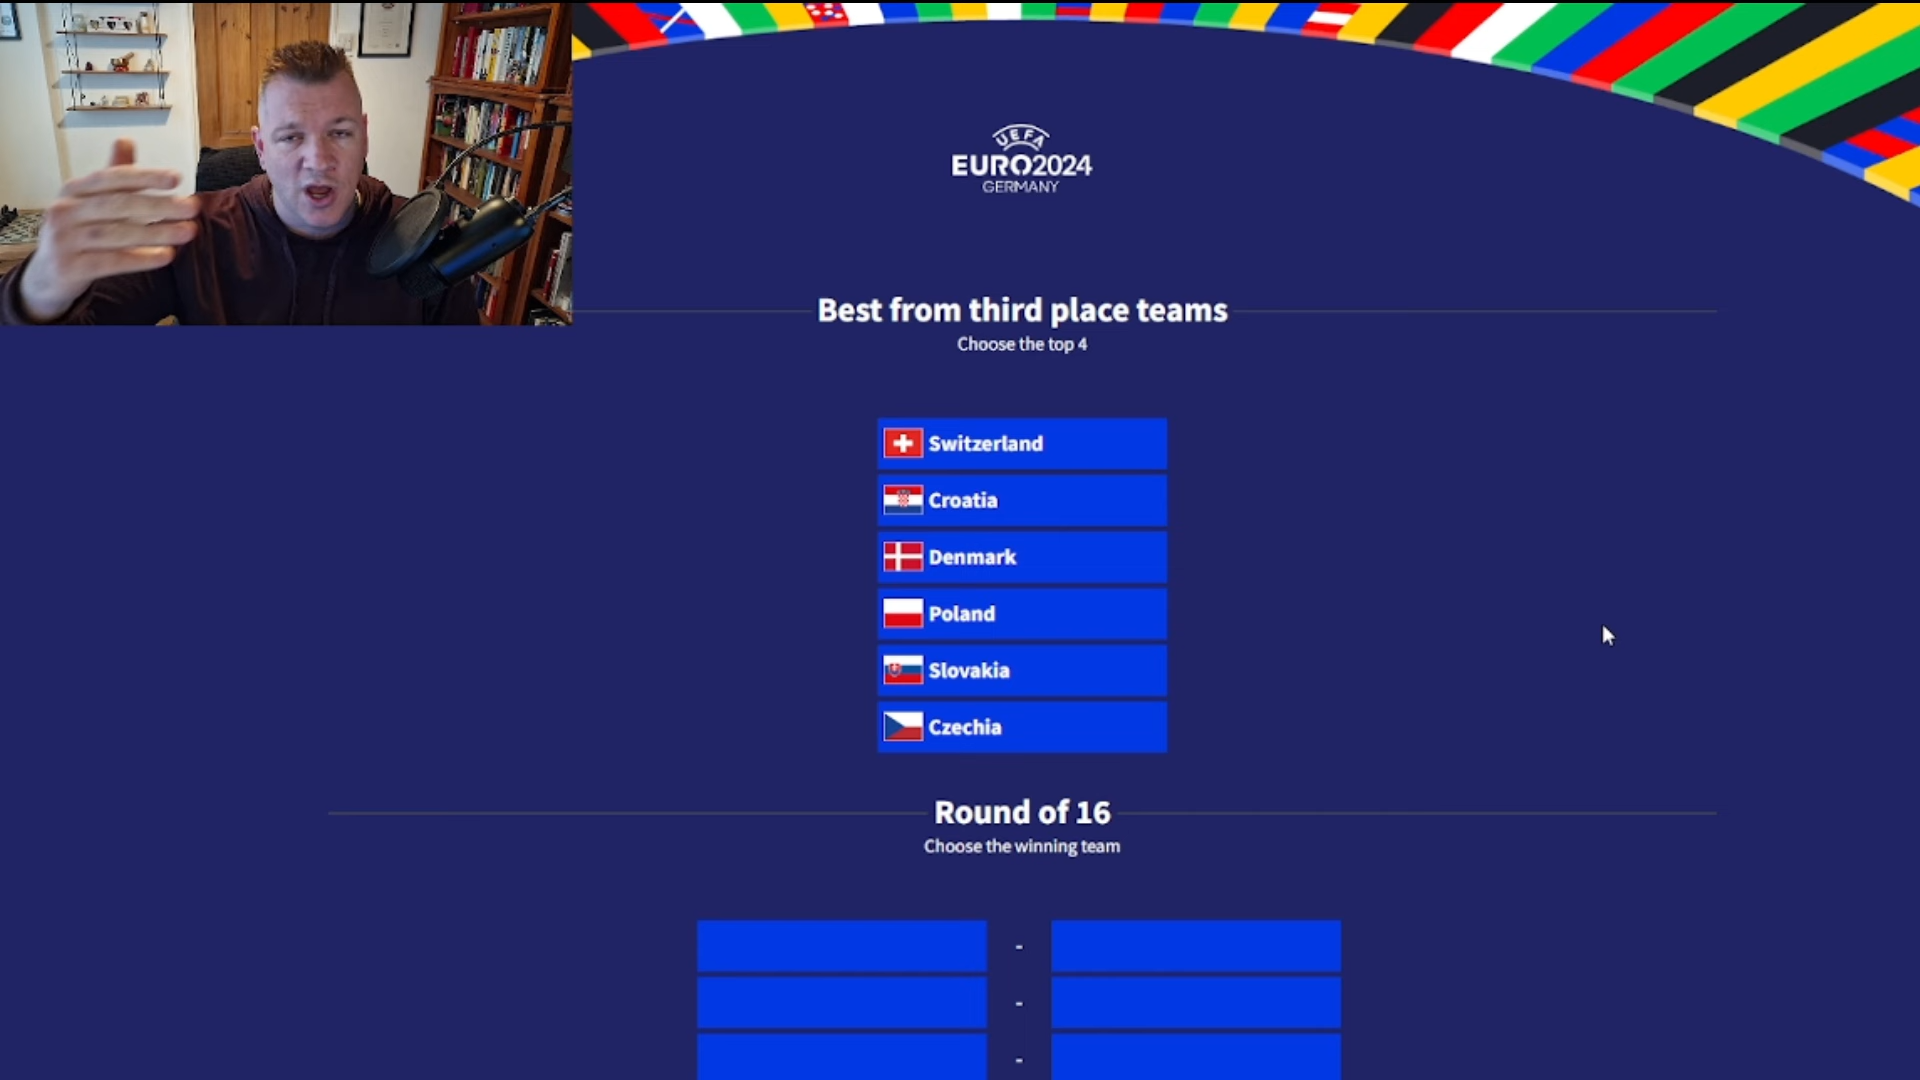 UEFA
EURO2024
GERMANY
Best from third place teams
Choose the top 4
Switzerland
Croatia
Denmark
Poland
Slovakia
Czechia
Round of 16
Choose the winning team
-
-
-